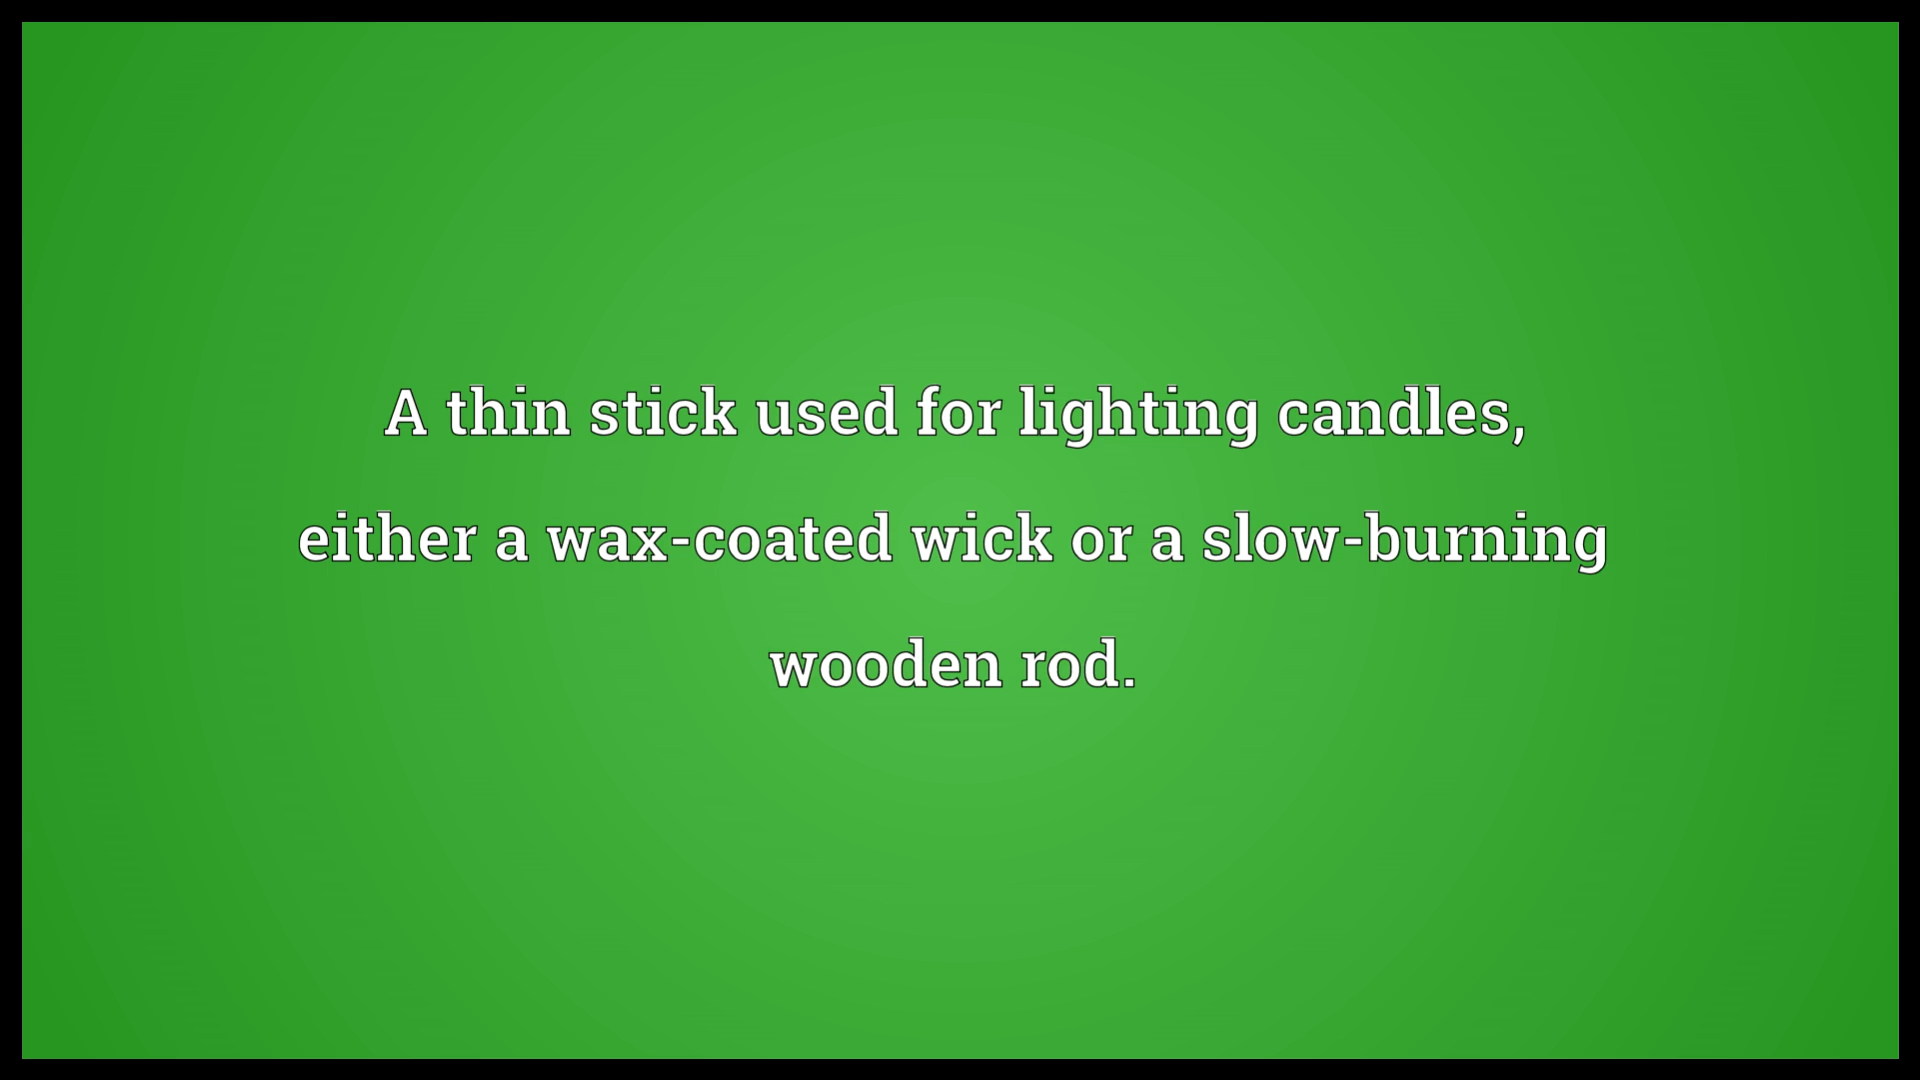 A thin stick used for lighting candles,
either a wax-coated wick or a slow-burning
wooden rod.